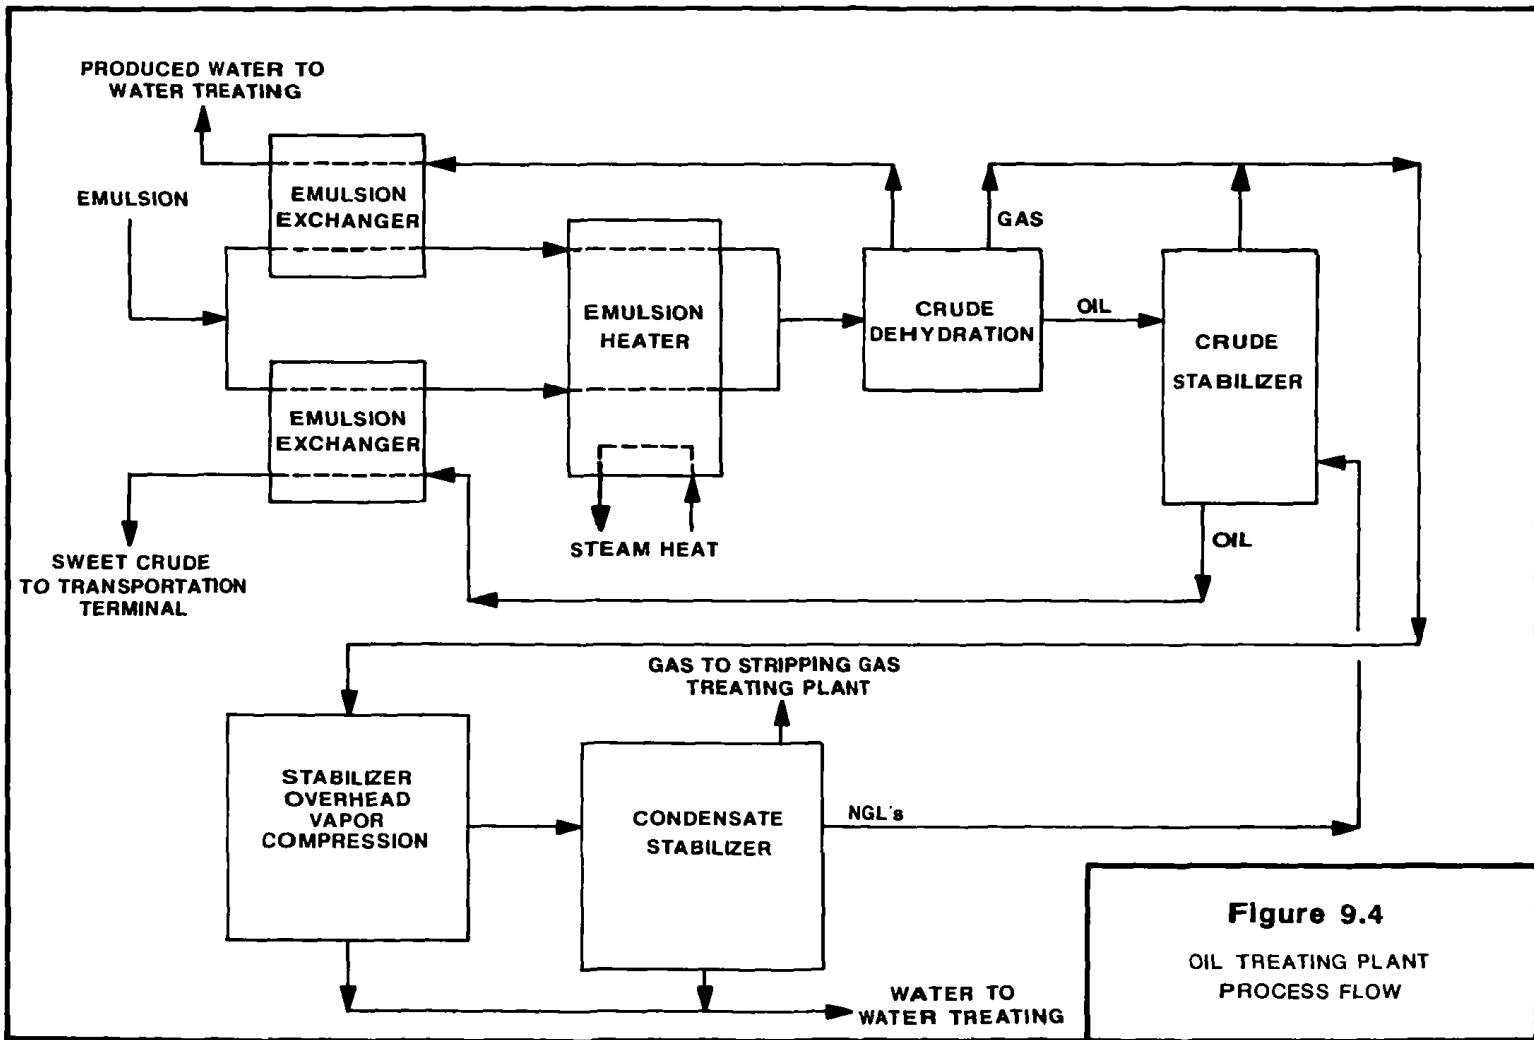 PRODUCED WATER TO
WATER TREATING
EMULSION
EMULSION
EXCHANGER
GAS
EMULSION
HEATER
CRUDE
DEHYDRATION
OIL
CRUDE
STABILIZER
EMULSION
EXCHANGER
STEAM HEAT
OIL
SWEET CRUDE
TO TRANSPORTATION
TERMINAL
GAS TO STRIPPING GAS
TREATING PLANT
STABILIZER
OVERHEAD
VAPOR
COMPRESSION
CONDENSATE
STABILIZER
NGL's
WATER TO
WATER TREATING
Figure 9.4
OIL TREATING PLANT
PROCESS FLOW